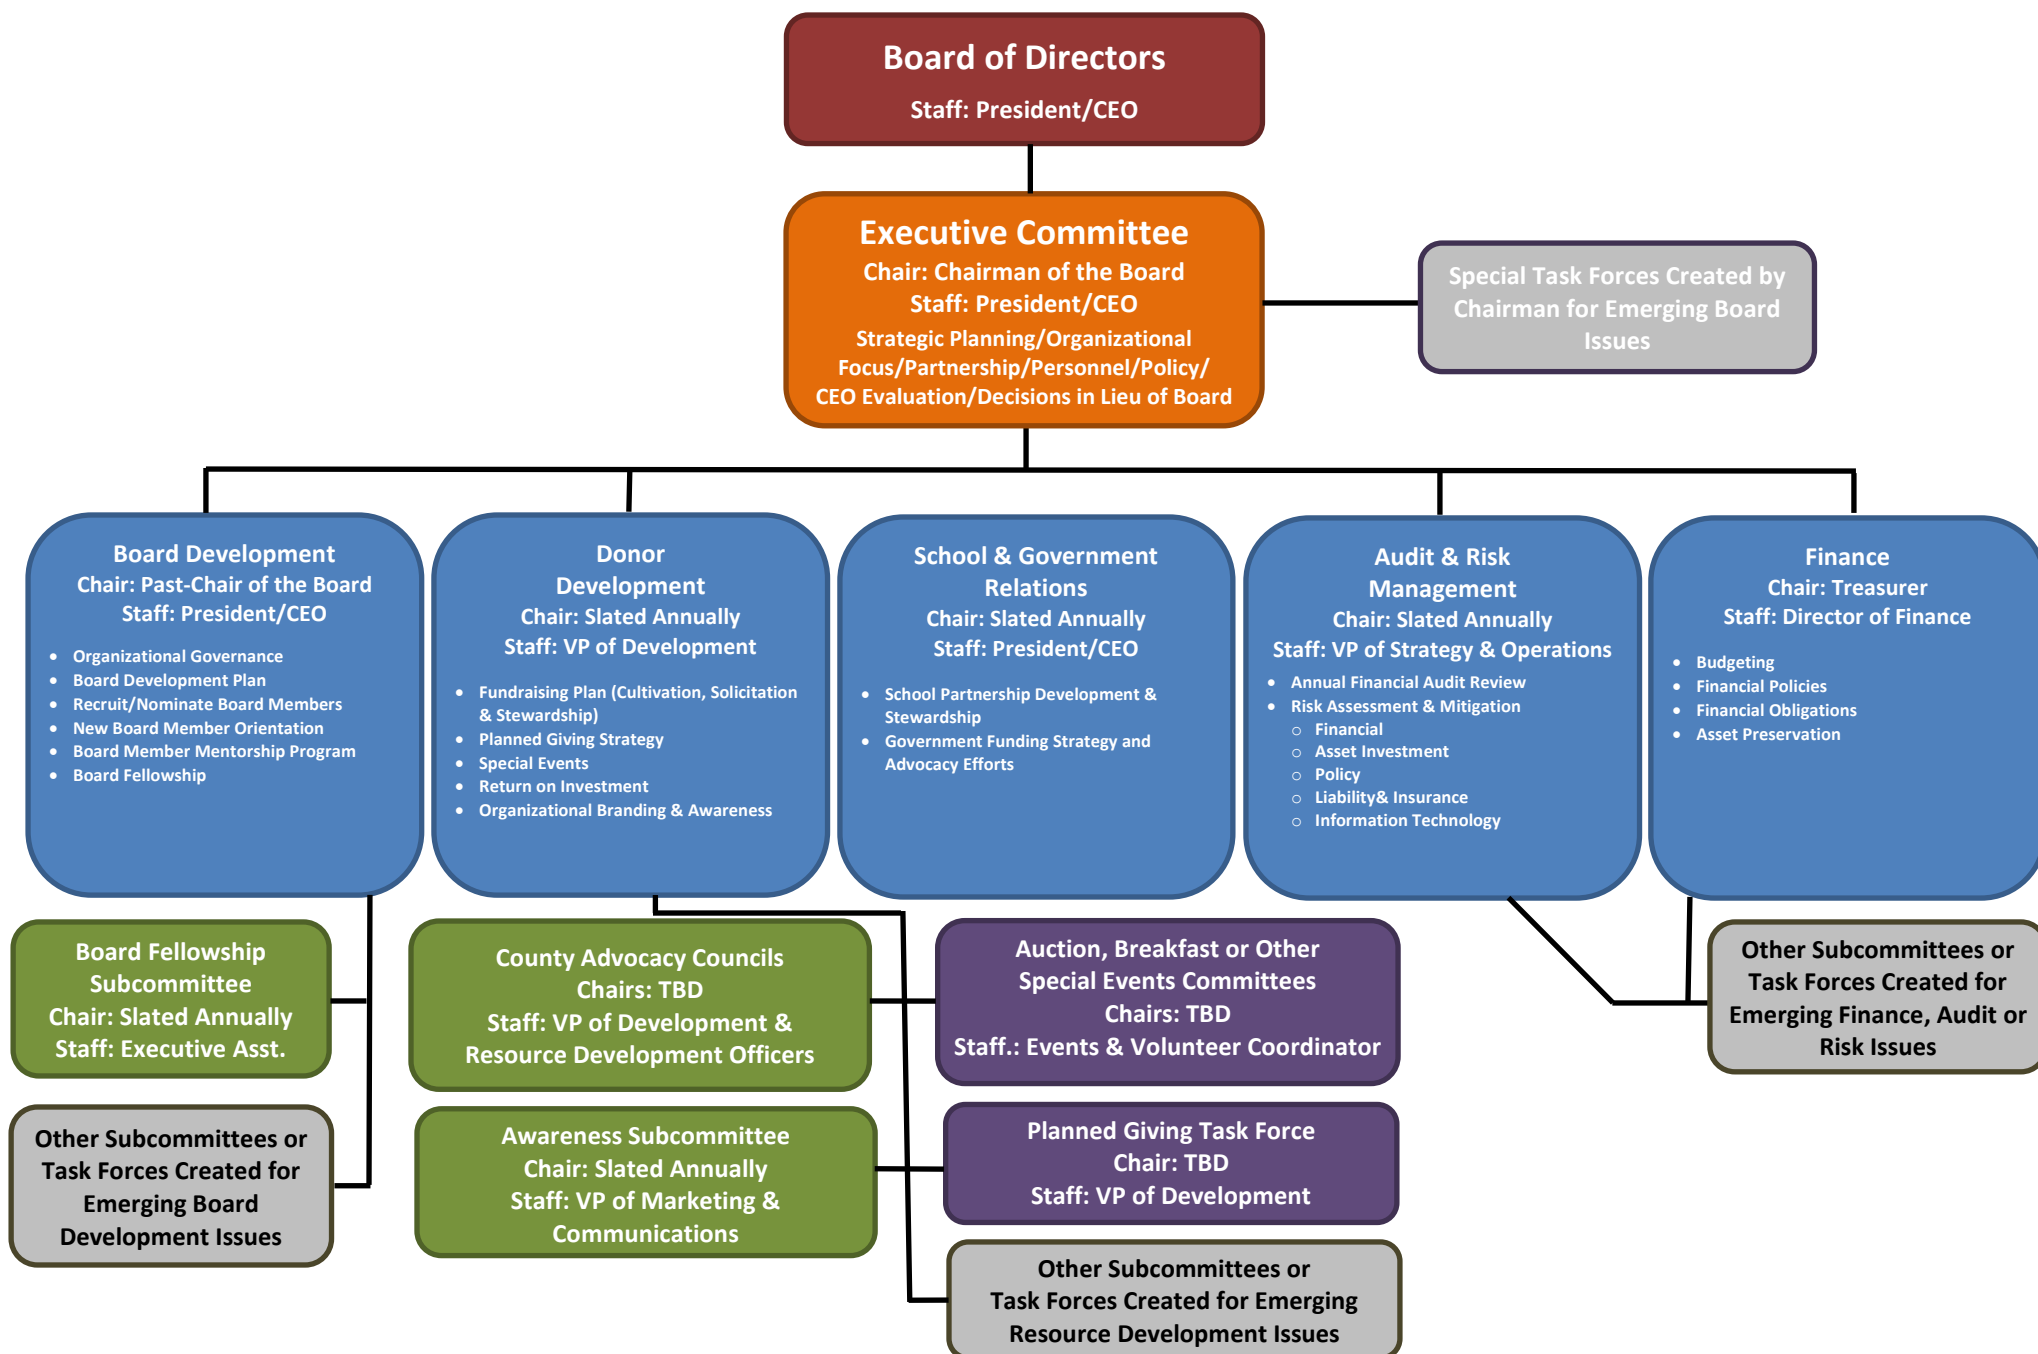 Board of Directors
Staff: President/CEO
Executive Committee
Chair: Chairman of the Board
Staff: President/CEO
Strategic Planning/Organizational
Focus/Partnership/Personnel/Policy/
CEO Evaluation/Decisions in Lieu of Board
Special Task Forces Created by
Chairman for Emerging Board
Issues
Board Development
Chair: Past-Chair of the Board
Staff: President/CEO
• Organizational Governance
• Board Development Plan
• Recruit/Nominate Board Members
• New Board Member Orientation
• Board Member Mentorship Program
• Board Fellowship
Donor
Development
Chair: Slated Annually
Staff: VP of Development
• Fundraising Plan (Cultivation, Solicitation
& Stewardship)
• Planned Giving Strategy
• Special Events
• Return on Investment
• Organizational Branding & Awareness
School & Government
Relations
Chair: Slated Annually
Staff: President/CEO
• School Partnership Development &
Stewardship
• Government Funding Strategy and
Advocacy Efforts
Audit & Risk
Management
Chair: Slated Annually
Staff: VP of Strategy & Operations
• Annual Financial Audit Review
• Risk Assessment & Mitigation
o Financial
o Asset Investment
o Policy
o Liability& Insurance
o Information Technology
Finance
Chair: Treasurer
Staff: Director of Finance
• Budgeting
• Financial Policies
• Financial Obligations
• Asset Preservation
Board Fellowship
Subcommittee
Chair: Slated Annually
Staff: Executive Asst.
Other Subcommittees or
Task Forces Created for
Emerging Board
Development Issues
County Advocacy Councils
Chairs: TBD
Staff: VP of Development &
Resource Development Officers
Awareness Subcommittee
Chair: Slated Annually
Staff: VP of Marketing &
Communications
Auction, Breakfast or Other
Special Events Committees
Chairs: TBD
Staff.: Events & Volunteer Coordinator
Planned Giving Task Force
Chair: TBD
Staff: VP of Development
Other Subcommittees or
Task Forces Created for Emerging
Resource Development Issues
Other Subcommittees or
Task Forces Created for
Emerging Finance, Audit or
Risk Issues